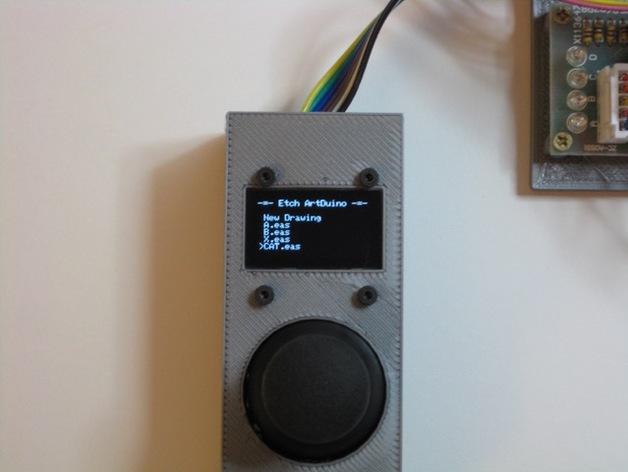 -=- Etch ArtDuino -=-
New Drawing
A.eas
B.eas
X.eas
>CAT.eas
D
C
B
A